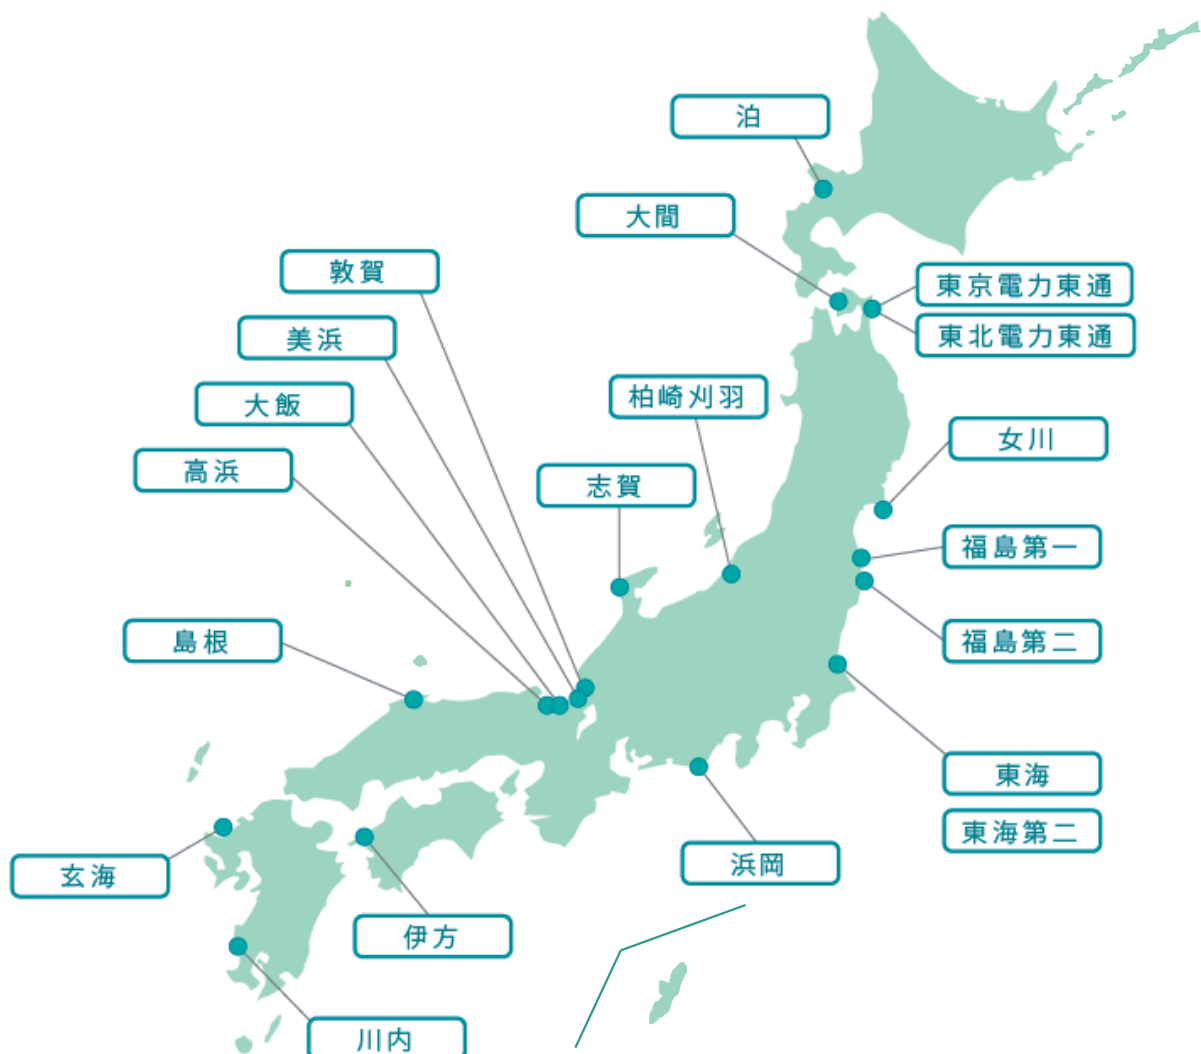 泊
大間
敦賀
東京電力東通
美浜
東北電力東通
大飯
柏崎刈羽
女川
高浜
志賀
福島第一
島根
福島第二
東海
東海第二
浜岡
玄海
伊方
川内